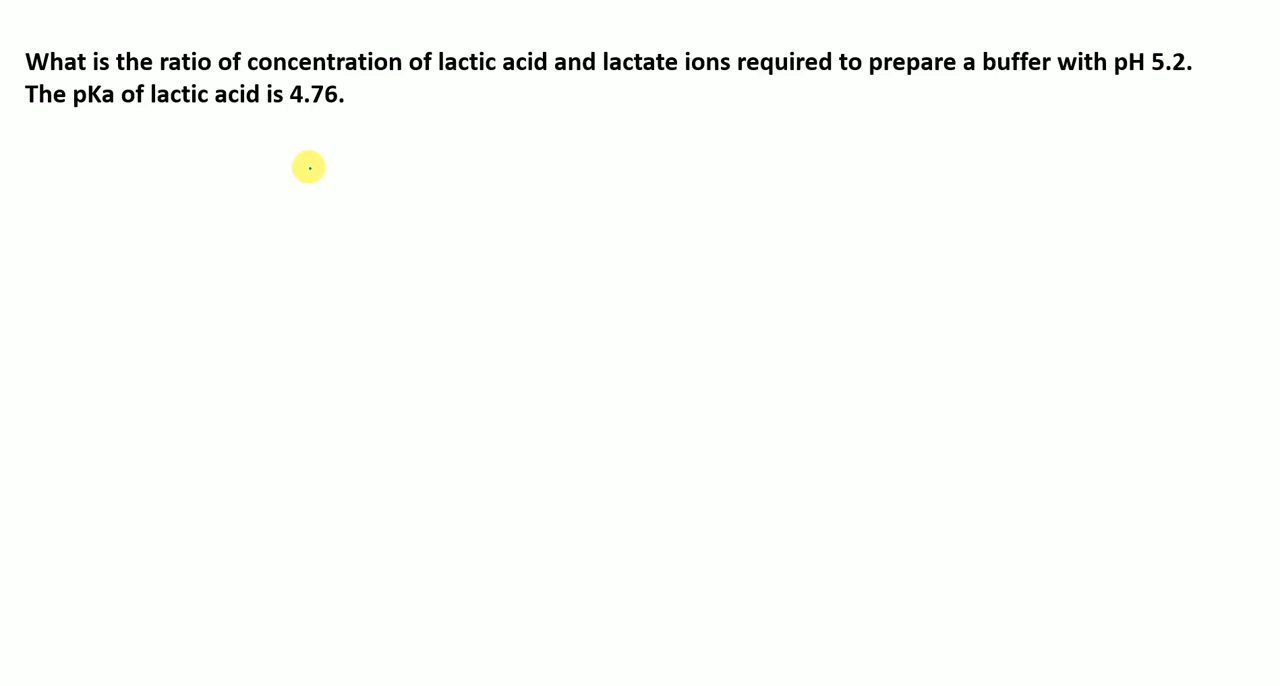 What is the ratio of concentration of lactic acid and lactate ions required to prepare a buffer with pH 5.2.
The pKa of lactic acid is 4.76.